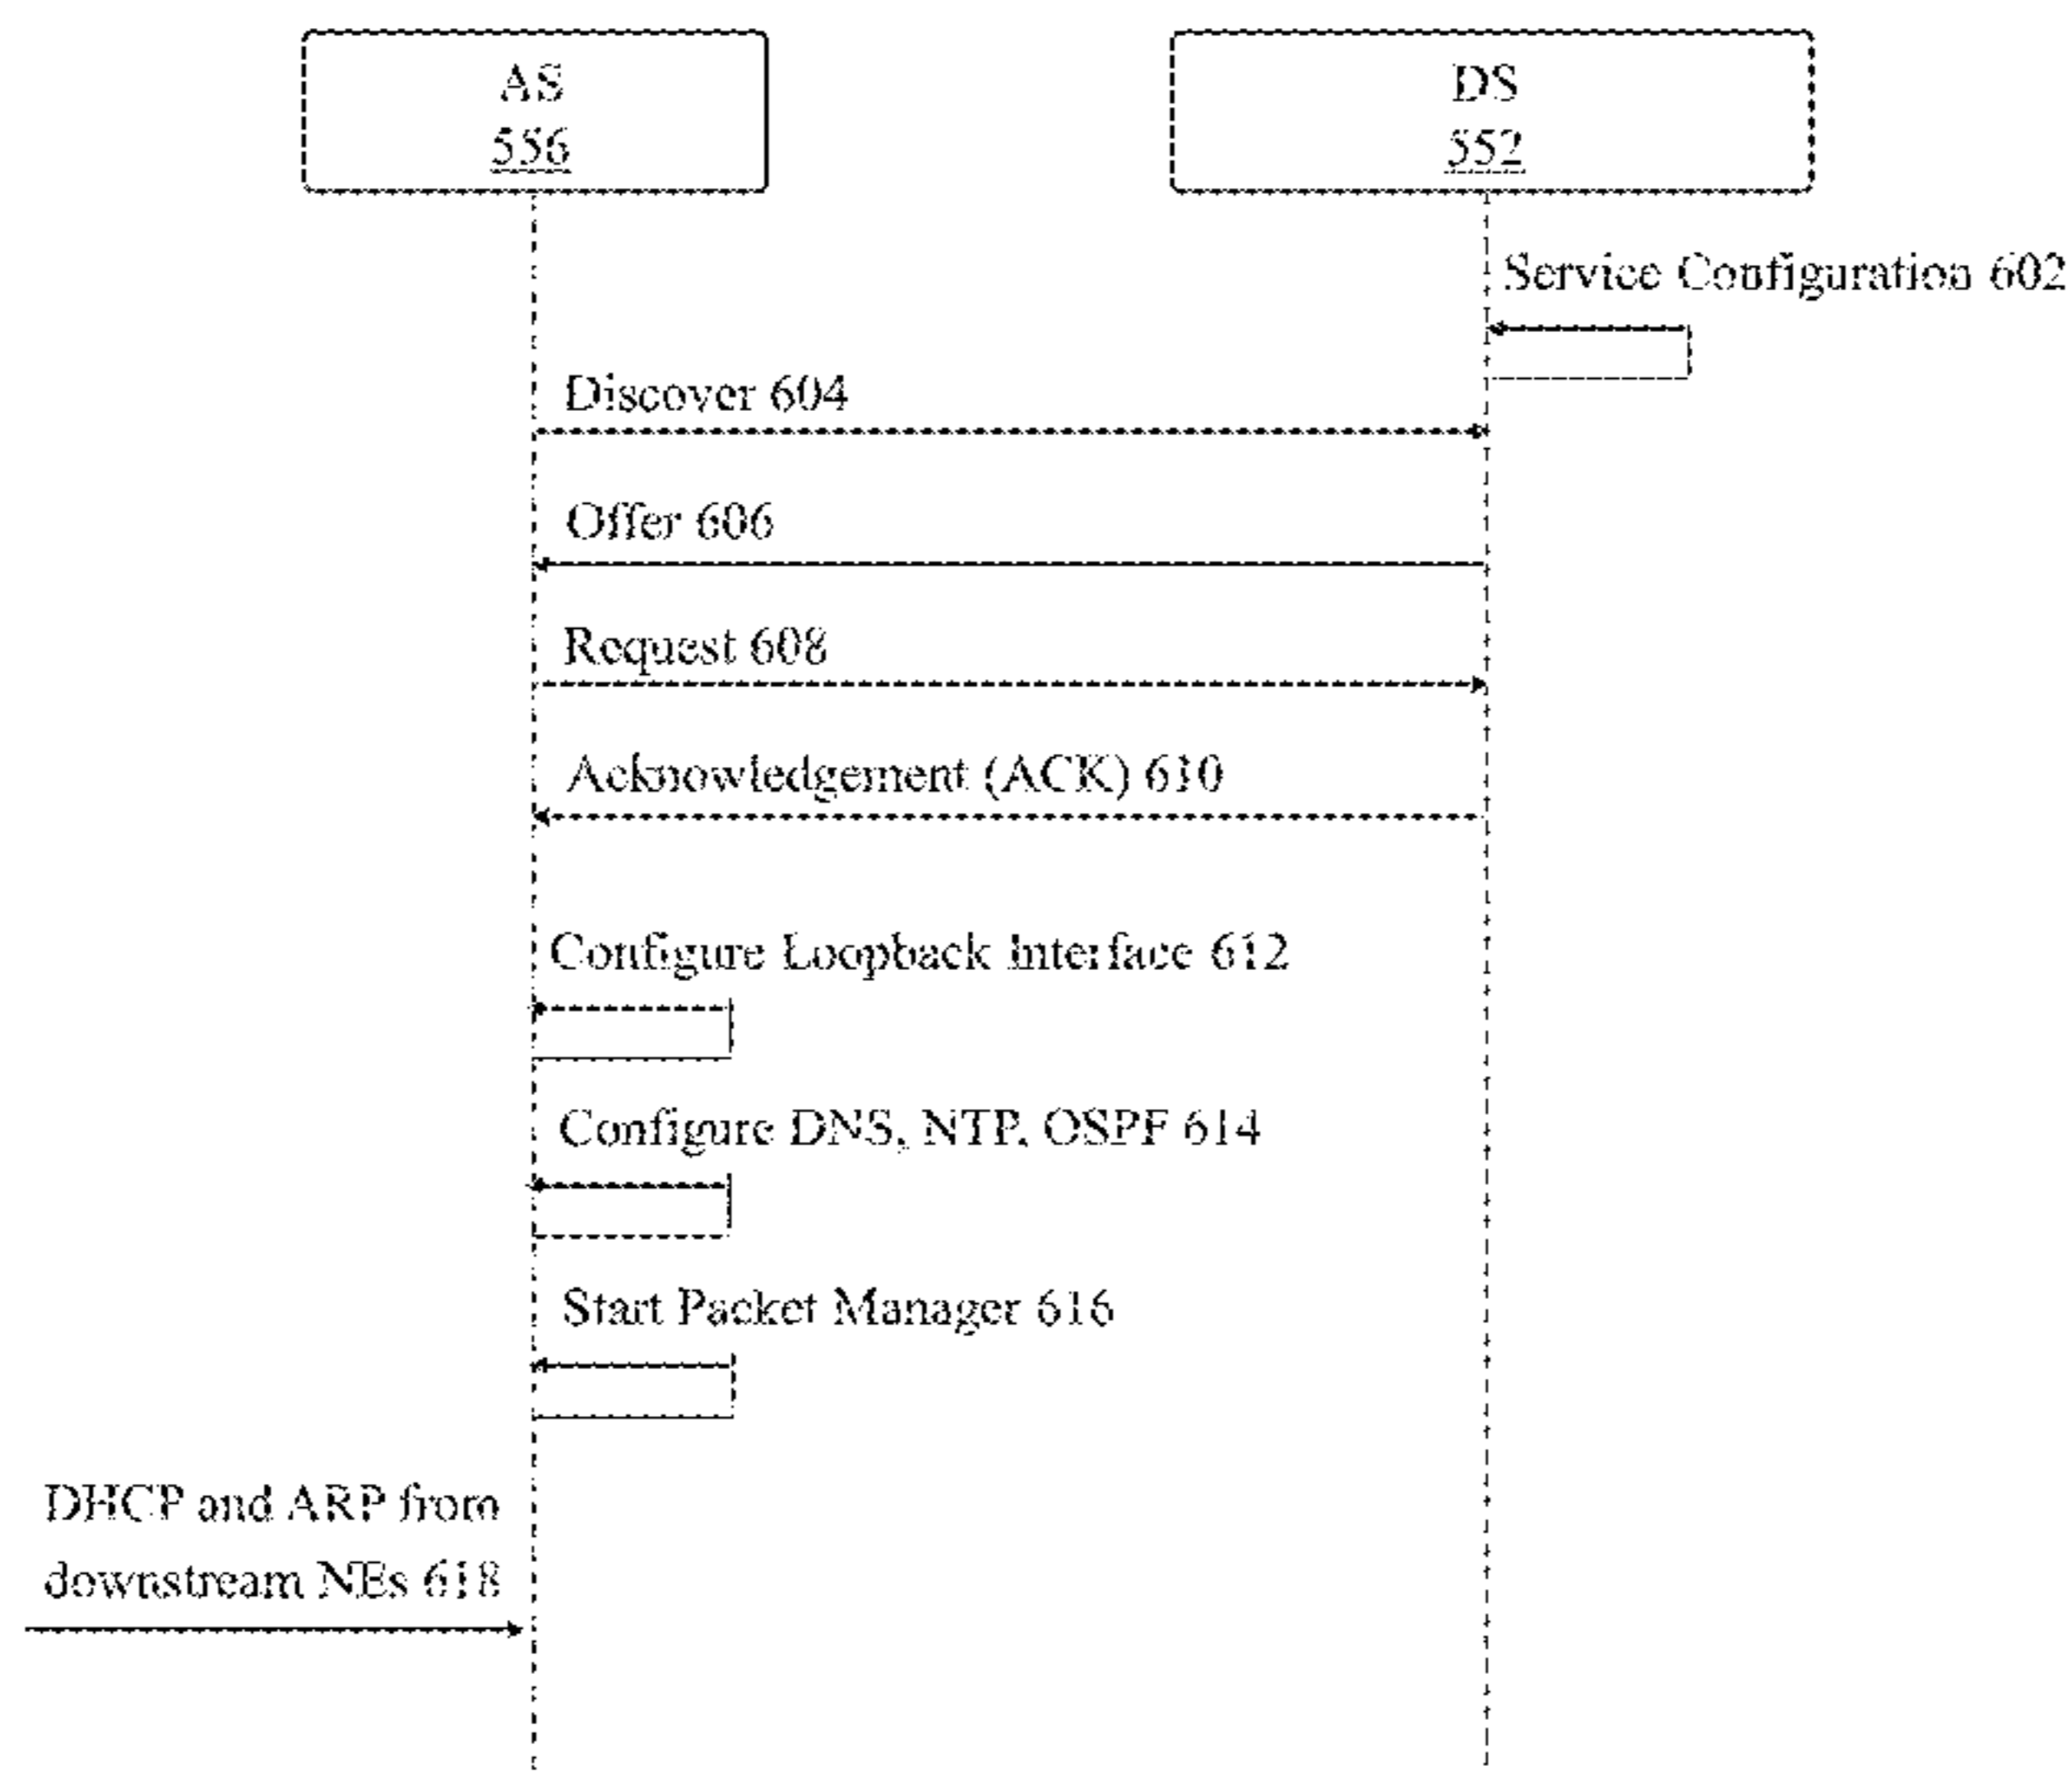 AS
556
DS
552
Service Configuration 602
Discover 604
Offer 606
Request 608
Acknowledgement (ACK) 610
Configure Loopback Interface 612
Configure DNS, NTP, OSPF 614
Start Packet Manager 616
DHCP and ARP from
downstream NEs 618